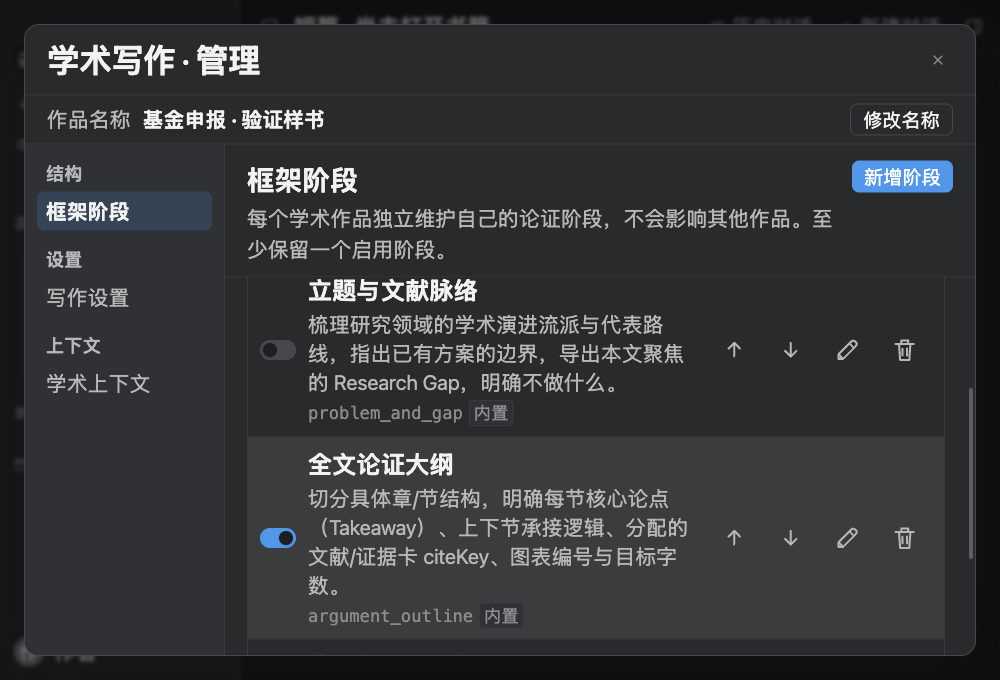 学术写作 · 管理
×
作品名称 基金申报 · 验证样书
修改名称
结构
框架阶段
设置
写作设置
上下文
学术上下文
框架阶段
新增阶段
每个学术作品独立维护自己的论证阶段，不会影响其他作品。至
少保留一个启用阶段。
立题与文献脉络
梳理研究领域的学术演进流派与代表路
线，指出已有方案的边界，导出本文聚焦
的 Research Gap，明确不做什么。
problem_and_gap 内置
全文论证大纲
切分具体章/节结构，明确每节核心论点
（Takeaway）、上下节承接逻辑、分配的
文献/证据卡 citeKey、图表编号与目标字
数。
argument_outline 内置